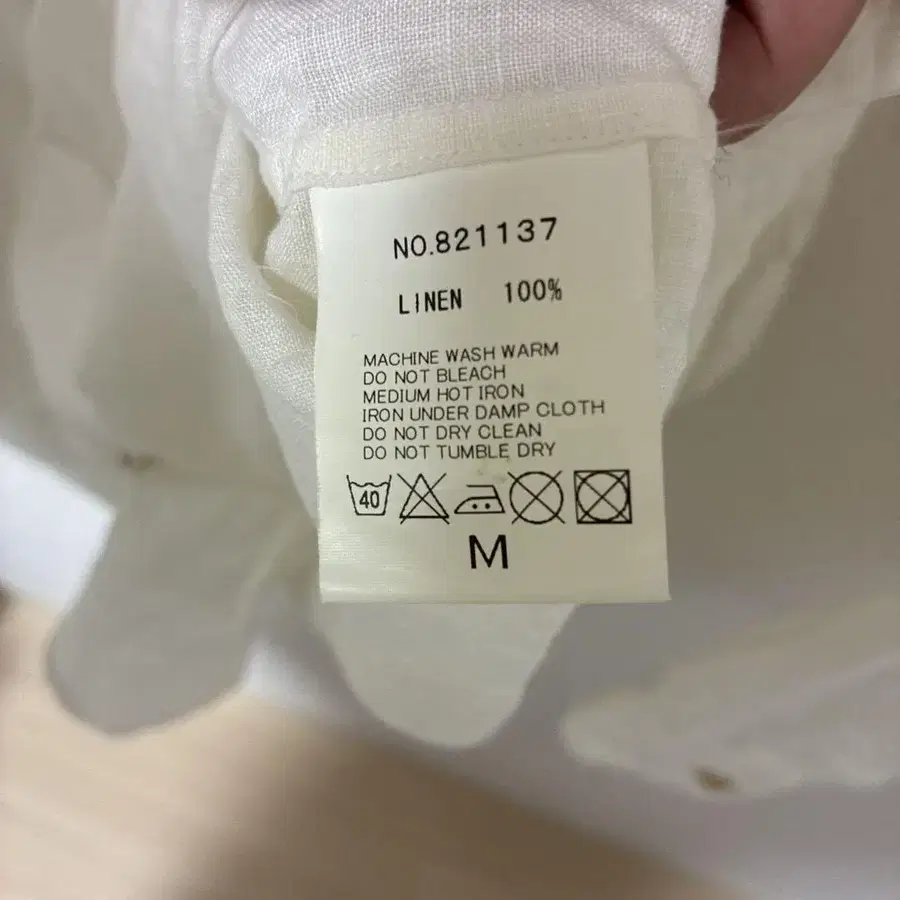 NO.821137
LINEN 100%
MACHINE WASH WARM
DO NOT BLEACH
MEDIUM HOT IRON
IRON UNDER DAMP CLOTH
DO NOT DRY CLEAN
DO NOT TUMBLE DRY
40
M